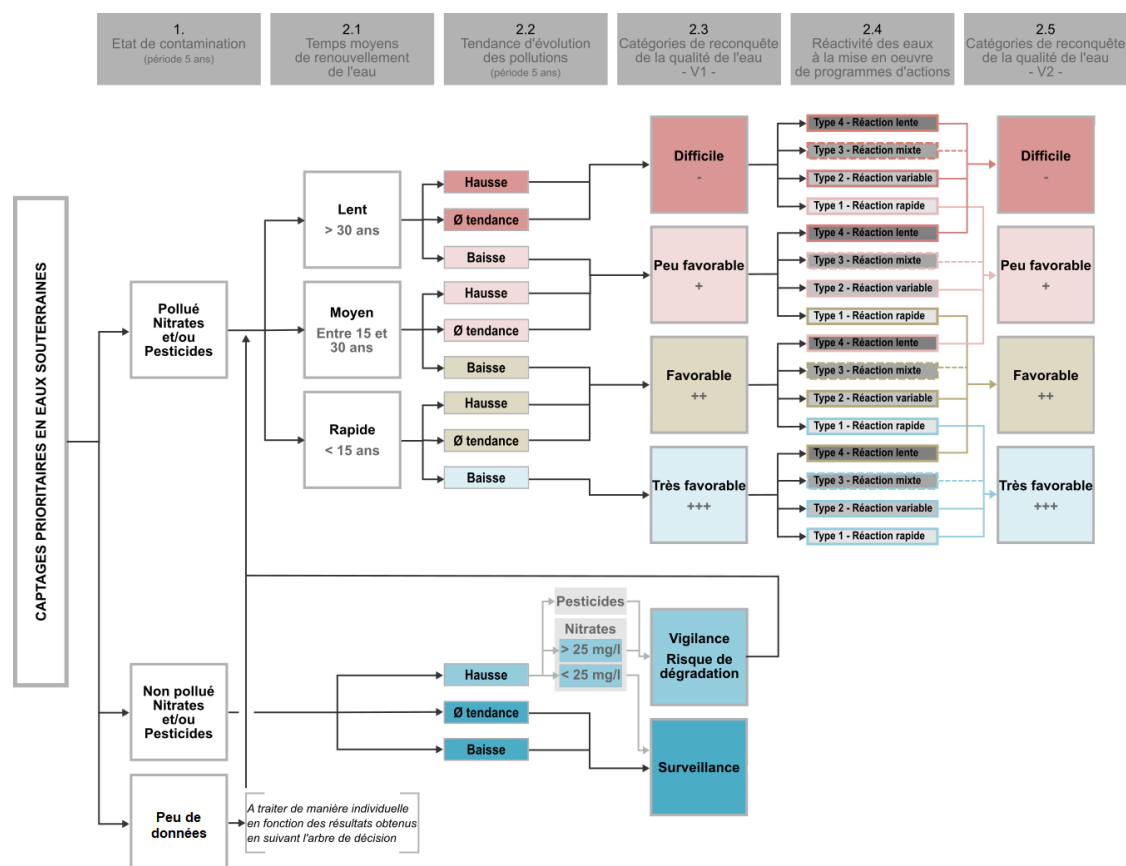 1.
Etat de contamination
(période 5 ans)
2.1
Temps moyens
de renouvellement
de l'eau
2.2
Tendance d'évolution
des pollutions
(période 5 ans)
2.3
Catégories de reconquête
de la qualité de l'eau
- V1 -
2.4
Réactivité des eaux
à la mise en oeuvre
de programmes d'actions
2.5
Catégories de reconquête
de la qualité de l'eau
- V2 -
CAPTAGES PRIORITAIRES EN EAUX SOUTERRAINES
Pollué
Nitrates
et/ou
Pesticides
Non pollué
Nitrates
et/ou
Pesticides
Peu de
données
Lent
> 30 ans
Moyen
Entre 15 et
30 ans
Rapide
< 15 ans
A traiter de manière individuelle
en fonction des résultats obtenus
en suivant l'arbre de décision
Hausse
Ø tendance
Baisse
Hausse
Ø tendance
Baisse
Hausse
Ø tendance
Baisse
Hausse
Ø tendance
Baisse
Pesticides
Nitrates
> 25 mg/l
< 25 mg/l
Difficile
-
Peu favorable
+
Favorable
++
Très favorable
+++
Vigilance
Risque de
dégradation
Surveillance
Type 4 - Réaction lente
Type 3 - Réaction mixte
Type 2 - Réaction variable
Type 1 - Réaction rapide
Type 4 - Réaction lente
Type 3 - Réaction mixte
Type 2 - Réaction variable
Type 1 - Réaction rapide
Type 4 - Réaction lente
Type 3 - Réaction mixte
Type 2 - Réaction variable
Type 1 - Réaction rapide
Type 4 - Réaction lente
Type 3 - Réaction mixte
Type 2 - Réaction variable
Type 1 - Réaction rapide
Difficile
-
Peu favorable
+
Favorable
++
Très favorable
+++